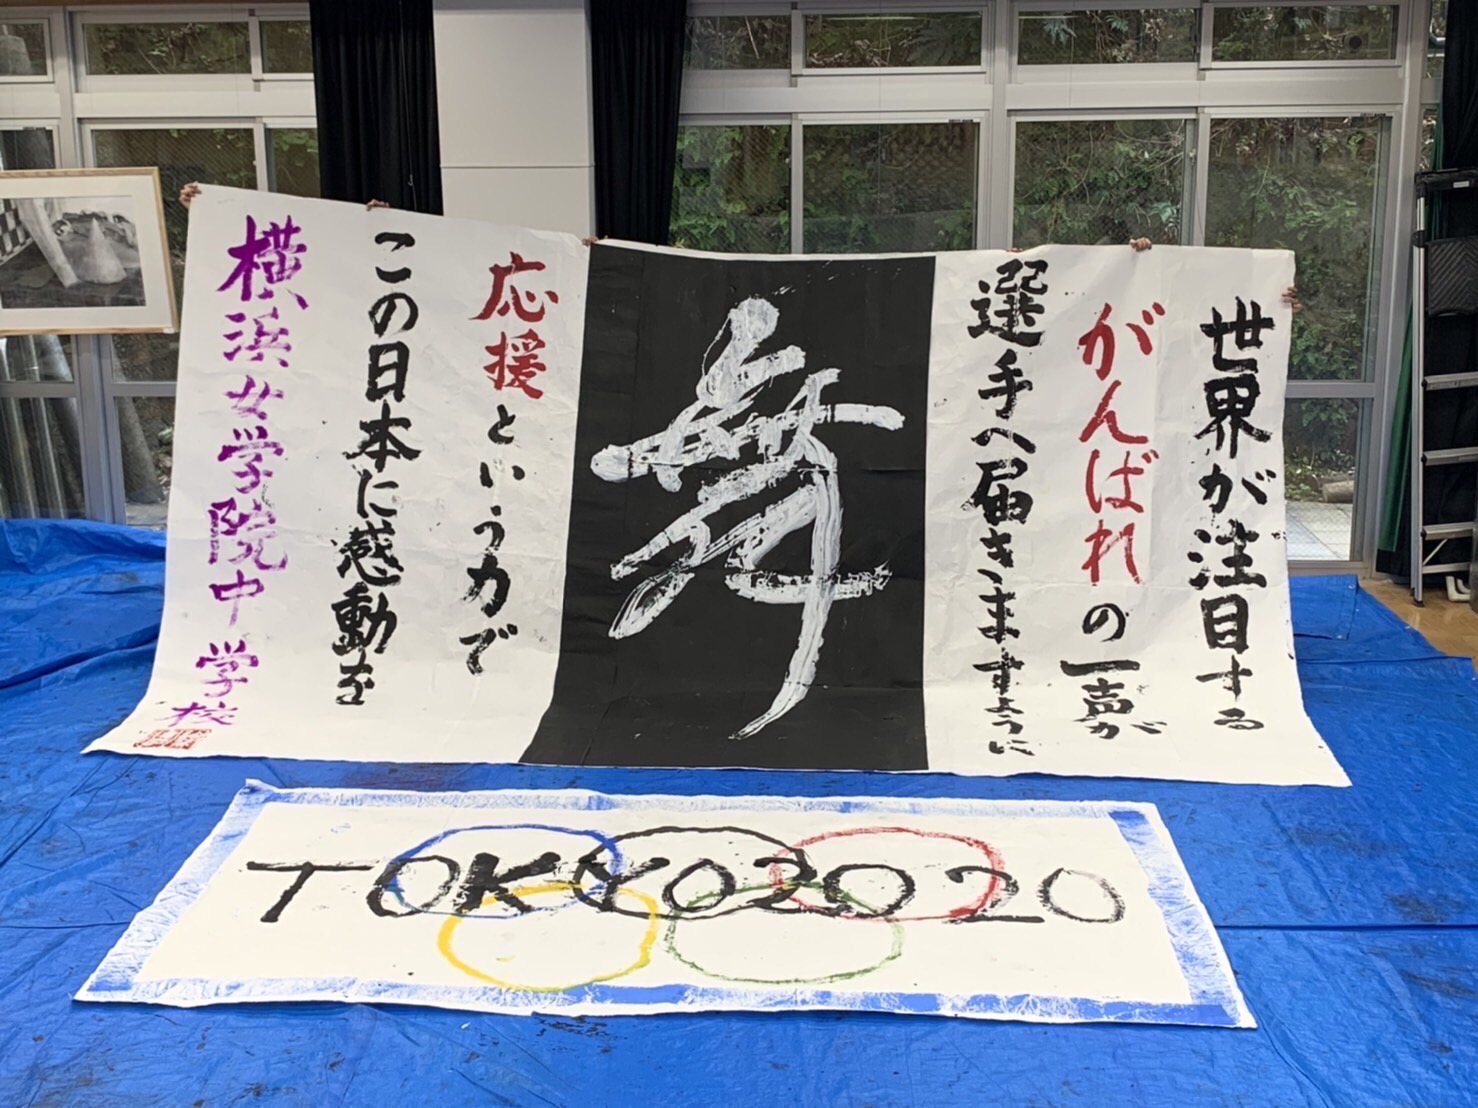 世界が注目する
がんばれの一声が
選手へ届きますように
舞
応援という力で
この日本に感動を
横浜女学院中学校
TOKYO2020